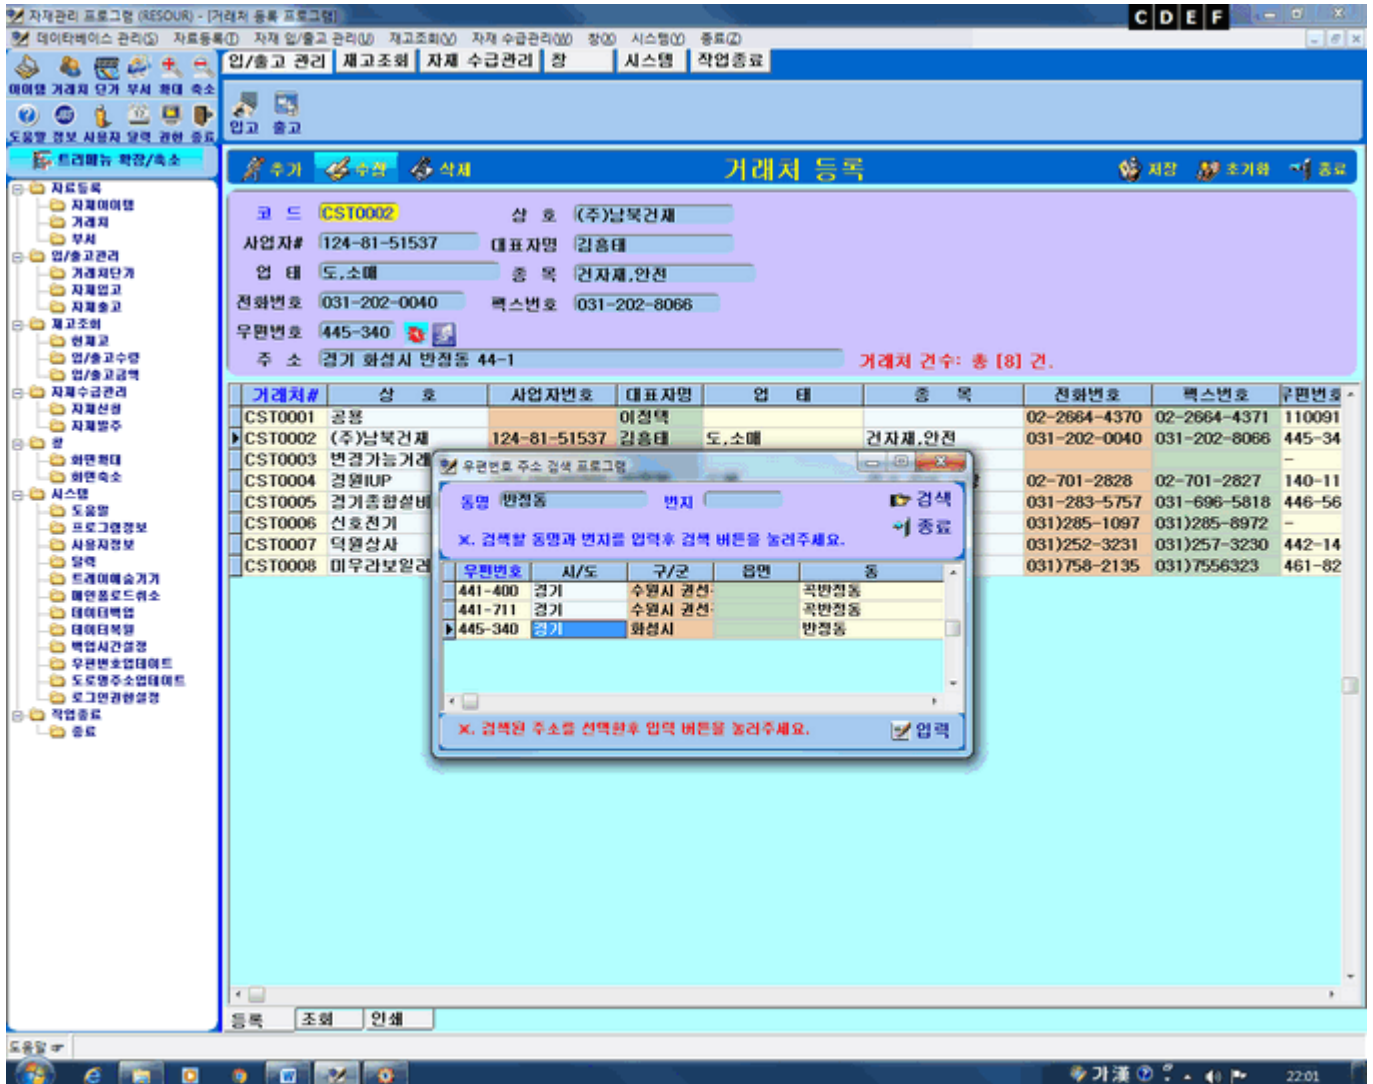 자재관리 프로그램 (RESOUR) - [거래처 등록 프로그램]
C D E F
데이타베이스 관리(S) 자료등록(T) 자재 입/출고 관리(U) 재고조회(V) 자재 수급관리(W) 창(X) 시스템(Y) 종료(Z)
아이템 거래처 단가 부서 확대 축소
도움말 정보 사용자 달력 권한 종료
입/출고 관리 재고조회 자재 수급관리 창 시스템 작업종료
입고 출고
트리메뉴 확장/축소
자료등록
자재아이템
거래처
부서
입/출고관리
거래처단가
자재입고
자재출고
재고조회
현재고
입/출고수량
입/출고금액
자재수급관리
자재신청
자재발주
창
화면확대
화면축소
시스템
도움말
프로그램정보
사용자정보
달력
트레이에숨기기
메인폼로드취소
데이터백업
데이터복원
백업시간설정
우편번호업데이트
도로명주소업데이트
로그인권한설정
작업종료
종료
추가 수정 삭제 거래처 등록 저장 초기화 종료
코 드 CST0002 상 호 (주)남북건재
사업자# 124-81-51537 대표자명 김흥태
업 태 도,소매 종 목 건자재,안전
전화번호 031-202-0040 팩스번호 031-202-8066
우편번호 445-340
주 소 경기 화성시 반정동 44-1 거래처 건수: 총 [8] 건.
거래처# 상 호 사업자번호 대표자명 업 태 종 목 전화번호 팩스번호 우편번호
CST0001 공용 이정택 02-2664-4370 02-2664-4371 110091
CST0002 (주)남북건재 124-81-51537 김흥태 도,소매 건자재,안전 031-202-0040 031-202-8066 445-34
CST0003 변경가능거래 -
CST0004 경원IUP 02-701-2828 02-701-2827 140-11
CST0005 경기종합설비 031-283-5757 031-696-5818 446-56
CST0006 신호전기 031)285-1097 031)285-8972 -
CST0007 덕원상사 031)252-3231 031)257-3230 442-14
CST0008 미우라보일러 031)758-2135 031)7556323 461-82
우편번호 주소 검색 프로그램
동명 반정동 번지 검색
종료
※. 검색할 동명과 번지를 입력후 검색 버튼을 눌러주세요.
우편번호 시/도 구/군 읍면 동
441-400 경기 수원시 권선 곡반정동
441-711 경기 수원시 권선 곡반정동
445-340 경기 화성시 반정동
※. 검색된 주소를 선택한후 입력 버튼을 눌러주세요. 입력
등록 조회 인쇄
도움말
가 漢 22:01